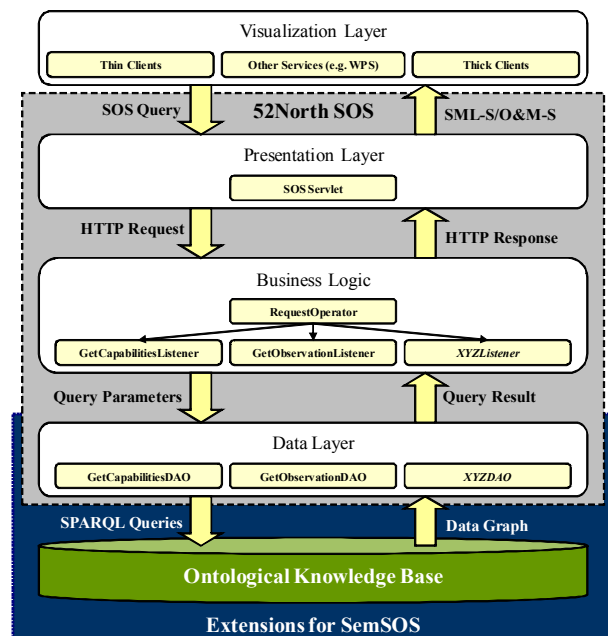 Visualization Layer
Thin Clients
Other Services (e.g. WPS)
Thick Clients
SOS Query
52North SOS
SML-S/O&M-S
Presentation Layer
SOS Servlet
HTTP Request
HTTP Response
Business Logic
RequestOperator
GetCapabilitiesListener
GetObservationListener
XYZListener
Query Parameters
Query Result
Data Layer
GetCapabilitiesDAO
GetObservationDAO
XYZDAO
SPARQL Queries
Data Graph
Ontological Knowledge Base
Extensions for SemSOS